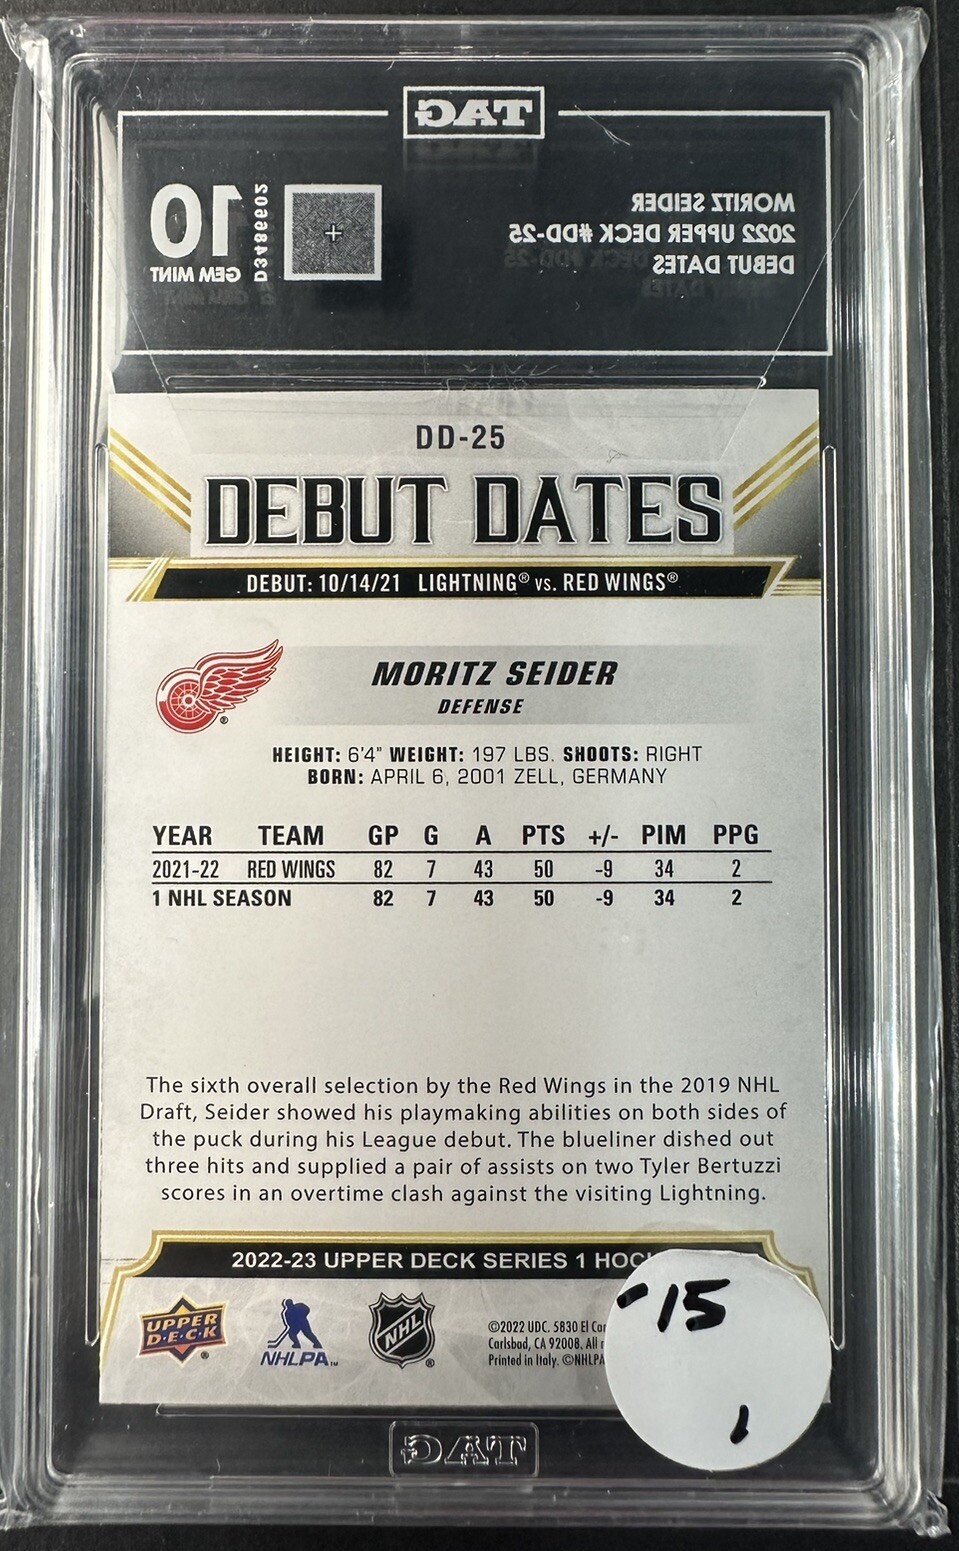 TAG
MORITZ SEIDER
2022 UPPER DECK #DD-25
DEBUT DATES
10
GEM MINT
D3486602
DD-25
DEBUT DATES
DEBUT: 10/14/21 LIGHTNING® VS. RED WINGS®
MORITZ SEIDER
DEFENSE
HEIGHT: 6'4" WEIGHT: 197 LBS. SHOOTS: RIGHT
BORN: APRIL 6, 2001 ZELL, GERMANY
YEAR TEAM GP G A PTS +/- PIM PPG
2021-22 RED WINGS 82 7 43 50 -9 34 2
1 NHL SEASON 82 7 43 50 -9 34 2
The sixth overall selection by the Red Wings in the 2019 NHL
Draft, Seider showed his playmaking abilities on both sides of
the puck during his League debut. The blueliner dished out
three hits and supplied a pair of assists on two Tyler Bertuzzi
scores in an overtime clash against the visiting Lightning.
2022-23 UPPER DECK SERIES 1
UPPER
DECK
NHLPA™
NHL
©2022 UDC. 5830 El
Carlsbad, CA 92008. All
Printed in Italy. ©NHLPA
-15
TAG